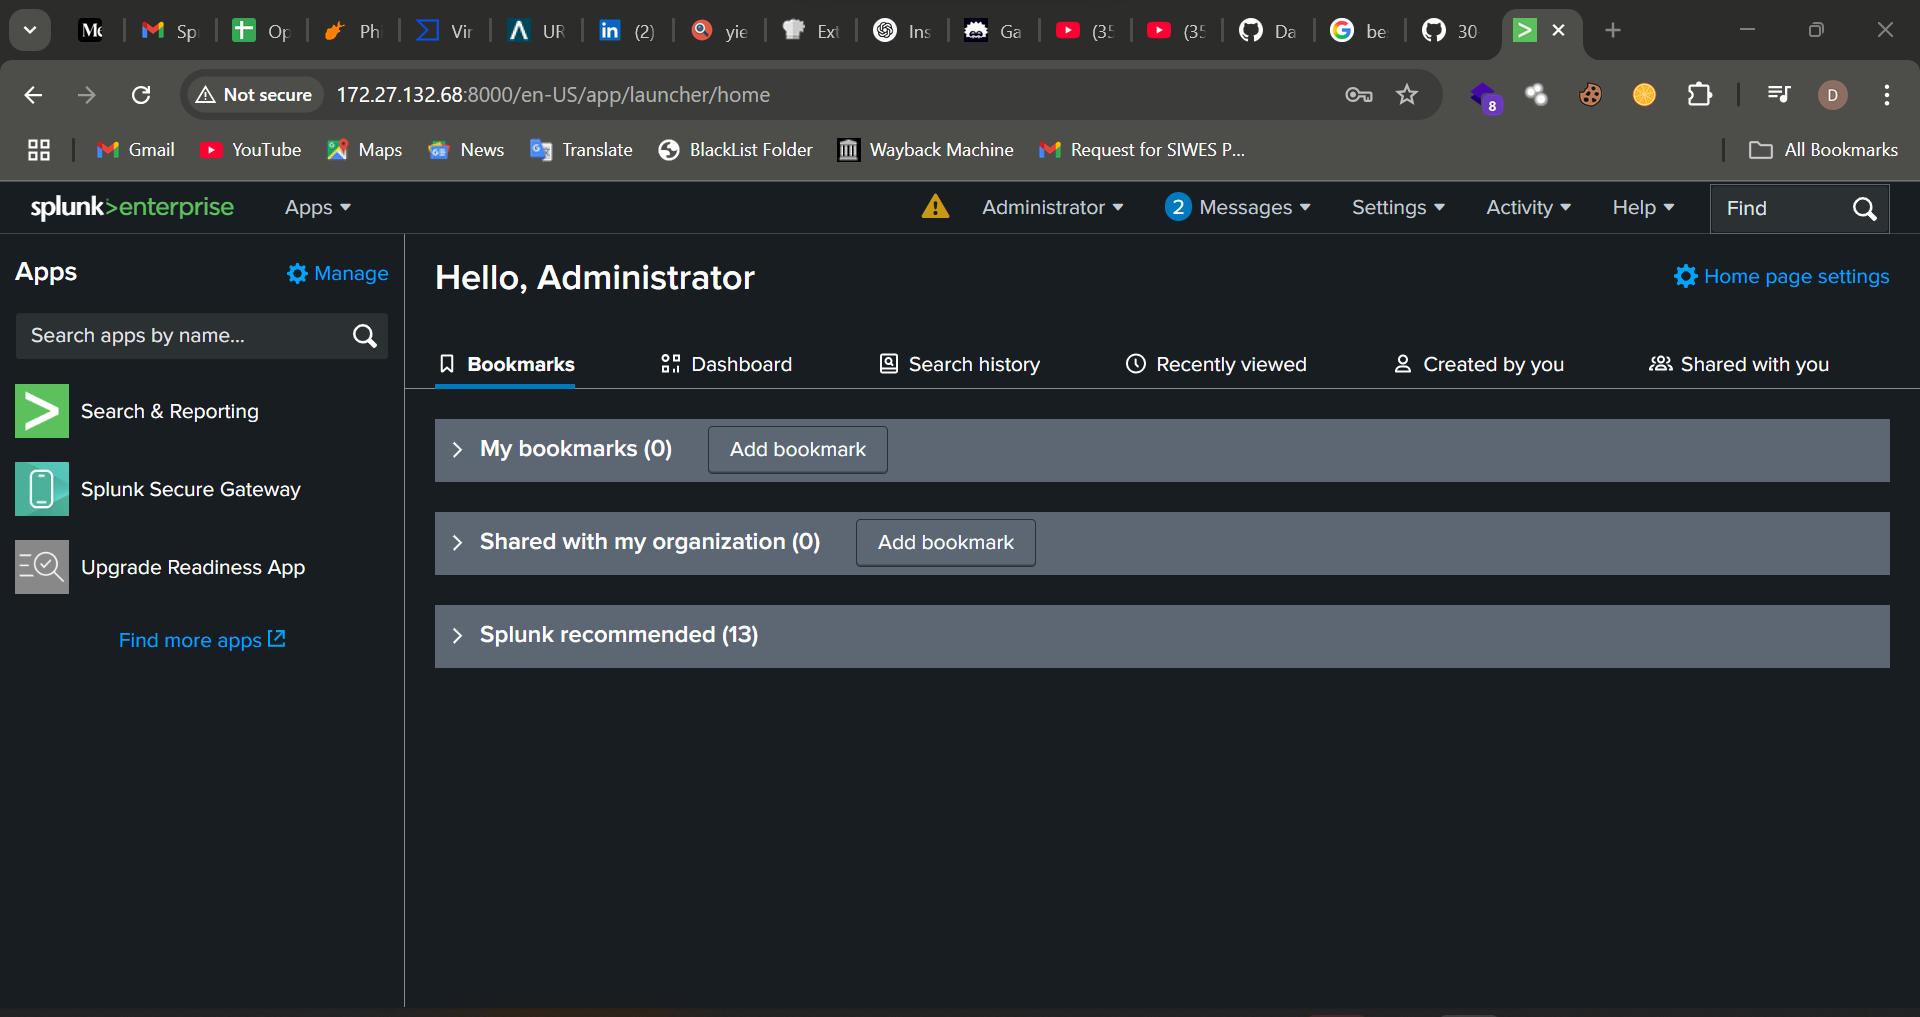 Sp
Op
Phi
Vir
UR
(2)
yie
Ext
Ins
Ga
(35
(35
Da
be
30
Not secure
172.27.132.68:8000/en-US/app/launcher/home
8
D
Gmail
YouTube
Maps
News
Translate
BlackList Folder
Wayback Machine
Request for SIWES P...
All Bookmarks
splunk>enterprise
Apps
Administrator
2 Messages
Settings
Activity
Help
Find
Apps
Manage
Search apps by name...
Search & Reporting
Splunk Secure Gateway
Upgrade Readiness App
Find more apps
Hello, Administrator
Home page settings
Bookmarks
Dashboard
Search history
Recently viewed
Created by you
Shared with you
My bookmarks (0)
Add bookmark
Shared with my organization (0)
Add bookmark
Splunk recommended (13)